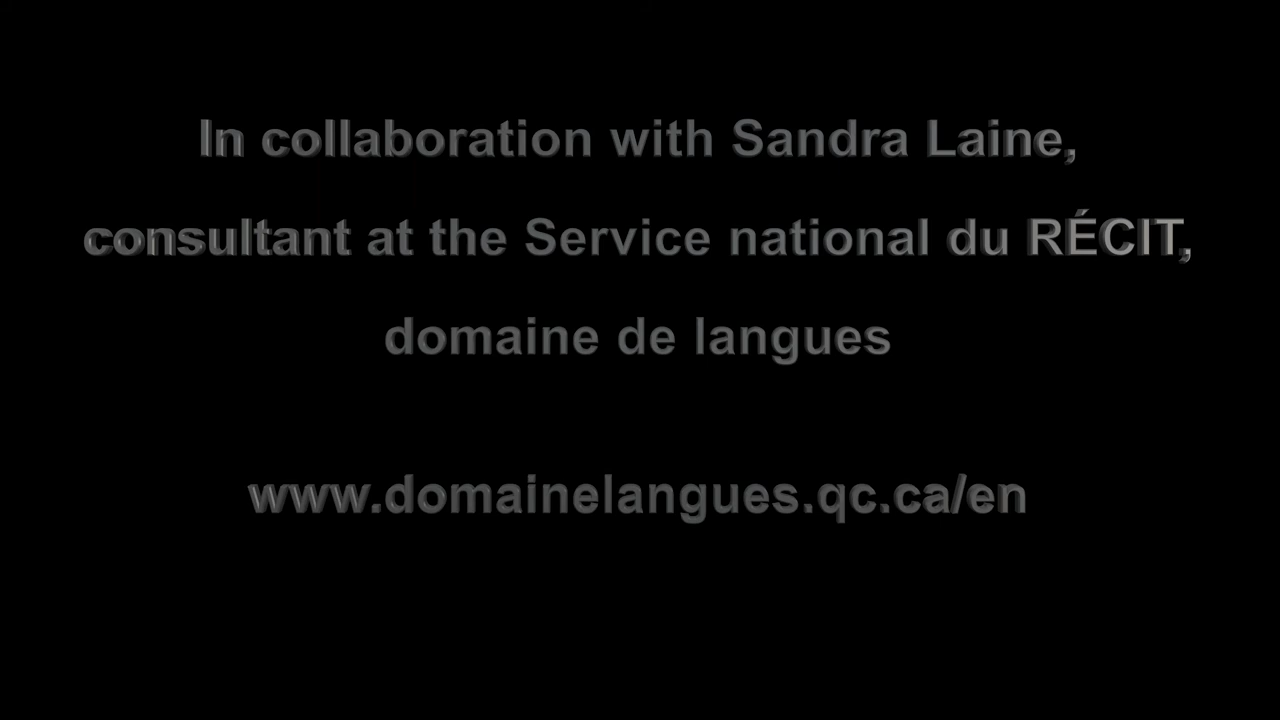 In collaboration with Sandra Laine,
consultant at the Service national du RÉCIT,
domaine de langues
www.domainelangues.qc.ca/en